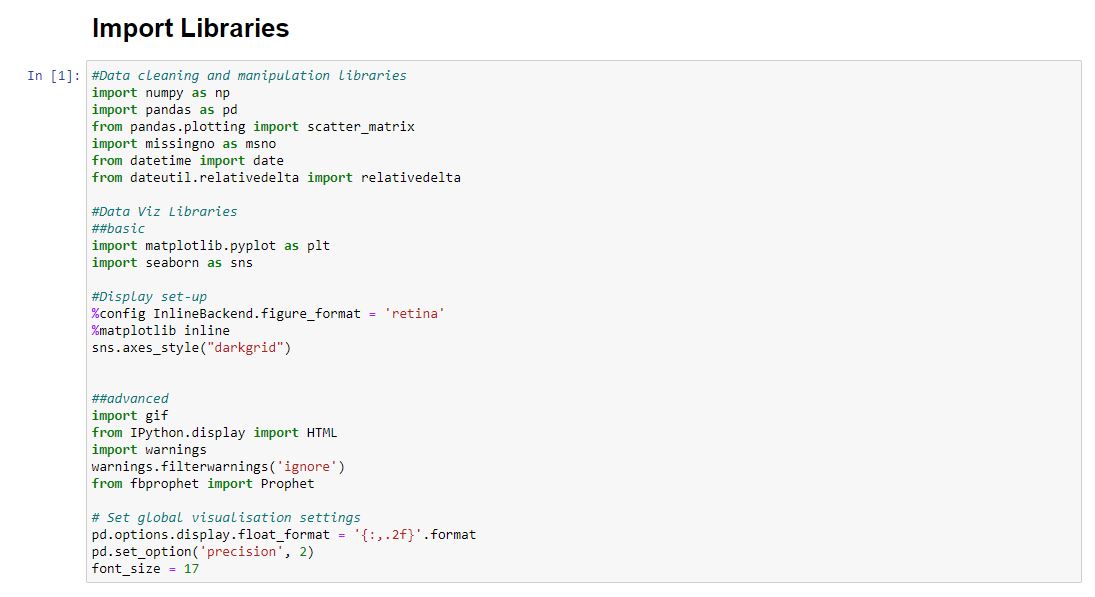 Import Libraries
In [1]:
#Data cleaning and manipulation libraries
import numpy as np
import pandas as pd
from pandas.plotting import scatter_matrix
import missingno as msno
from datetime import date
from dateutil.relativedelta import relativedelta
#Data Viz Libraries
##basic
import matplotlib.pyplot as plt
import seaborn as sns
#Display set-up
%config InlineBackend.figure_format = 'retina'
%matplotlib inline
sns.axes_style("darkgrid")
##advanced
import gif
from IPython.display import HTML
import warnings
warnings.filterwarnings('ignore')
from fbprophet import Prophet
# Set global visualisation settings
pd.options.display.float_format = '{:,.2f}'.format
pd.set_option('precision', 2)
font_size = 17